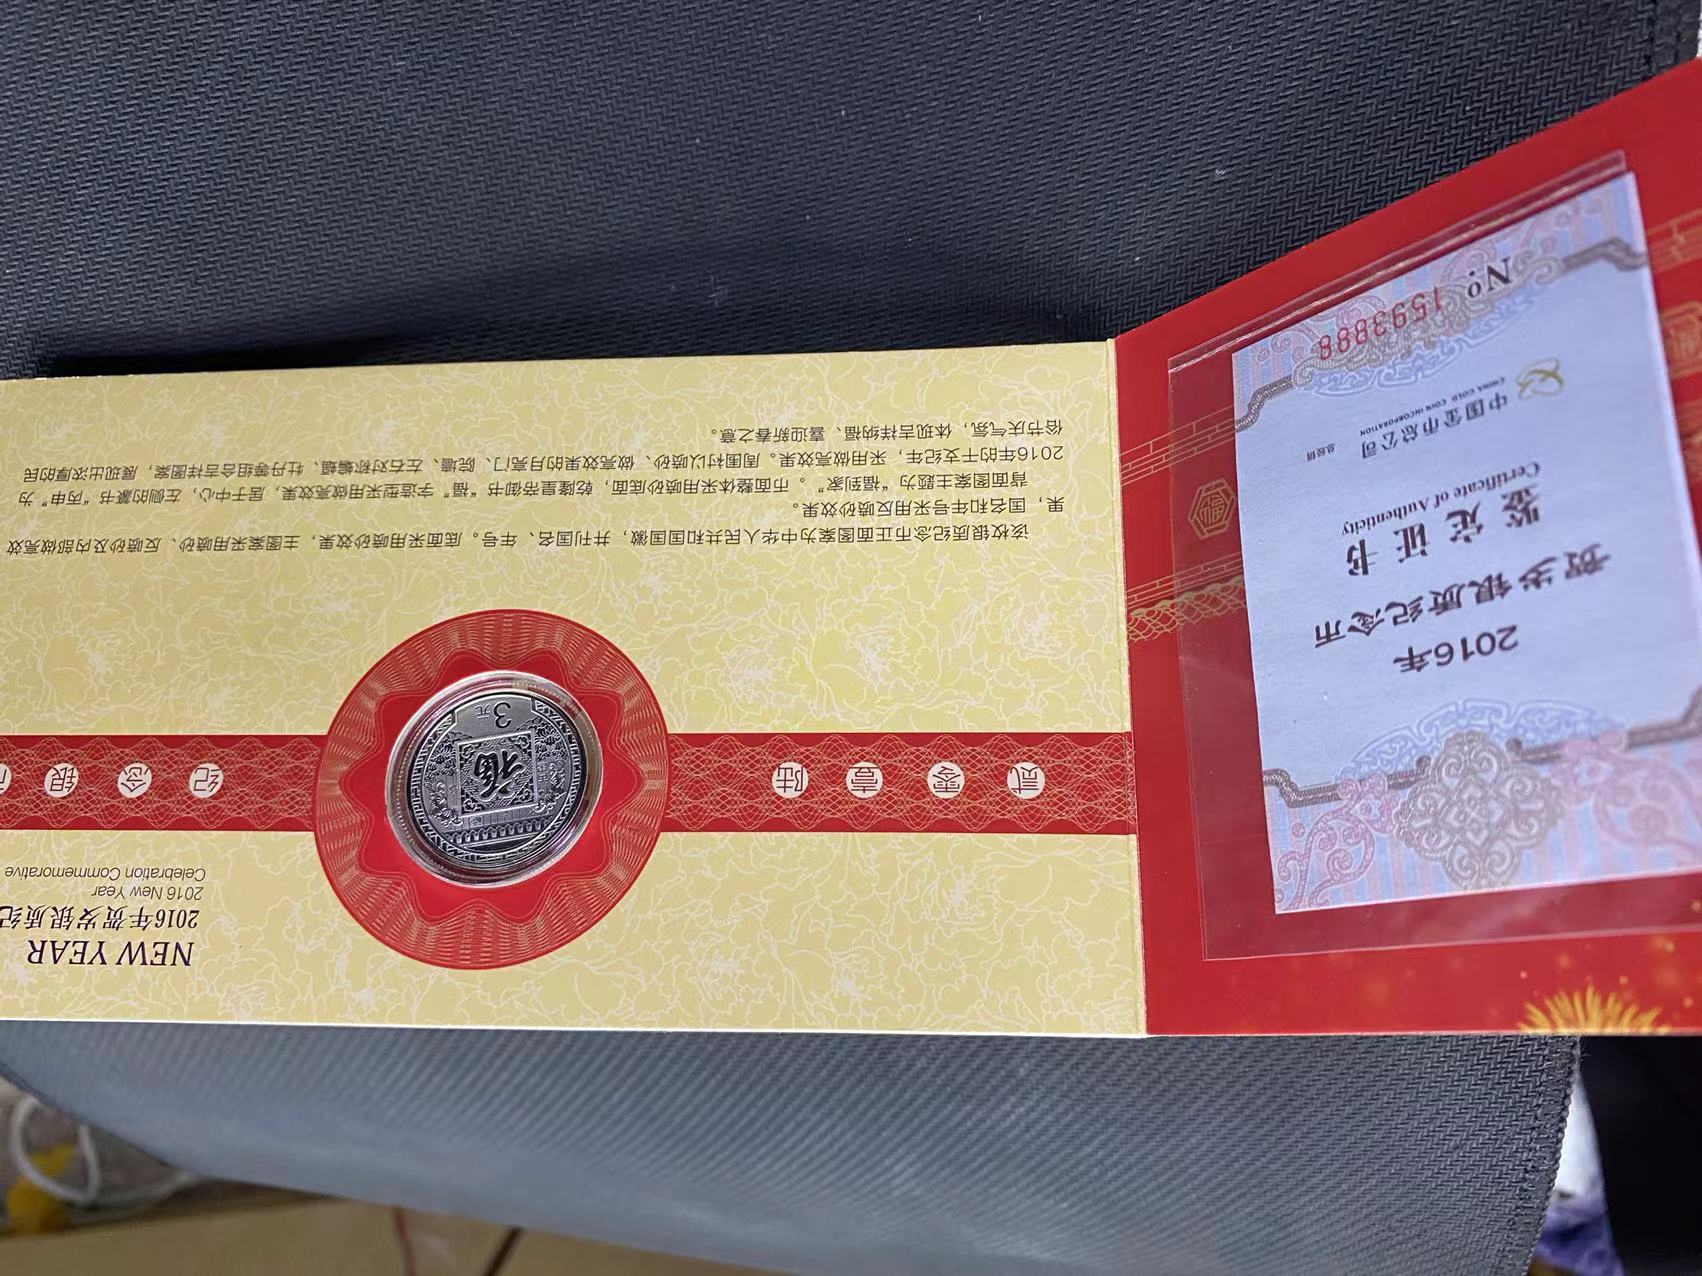 2016年
贺岁银质纪念币
鉴定证书
Certificate of Authenticity
中国金币总公司 总经销
CHINA GOLD COIN INCORPORATION
No. 1593888
NEW YEAR
2016年贺岁银质纪
2016 New Year
Celebration Commemorative
贰零壹陆
纪念银币
福
3元
该枚银质纪念币正面图案为中华人民共和国国徽，并刊国名、年号。底面采用喷砂效果，主图案采用喷砂、反喷砂及内部做亮效
果，国名和年号采用反喷砂效果。
背面图案主题为“福到家”。币面整体采用喷砂底面，乾隆皇帝御书“福”字造型采用做亮效果，居于中心，左侧的篆书“丙申”为
2016年的干支纪年，采用做亮效果。周围衬以喷砂、做亮效果的月亮门、院墙、左右对称蝙蝠、牡丹等组合吉祥图案，展现出浓厚的民
俗节庆气氛，体现吉祥纳福、喜迎新春之意。